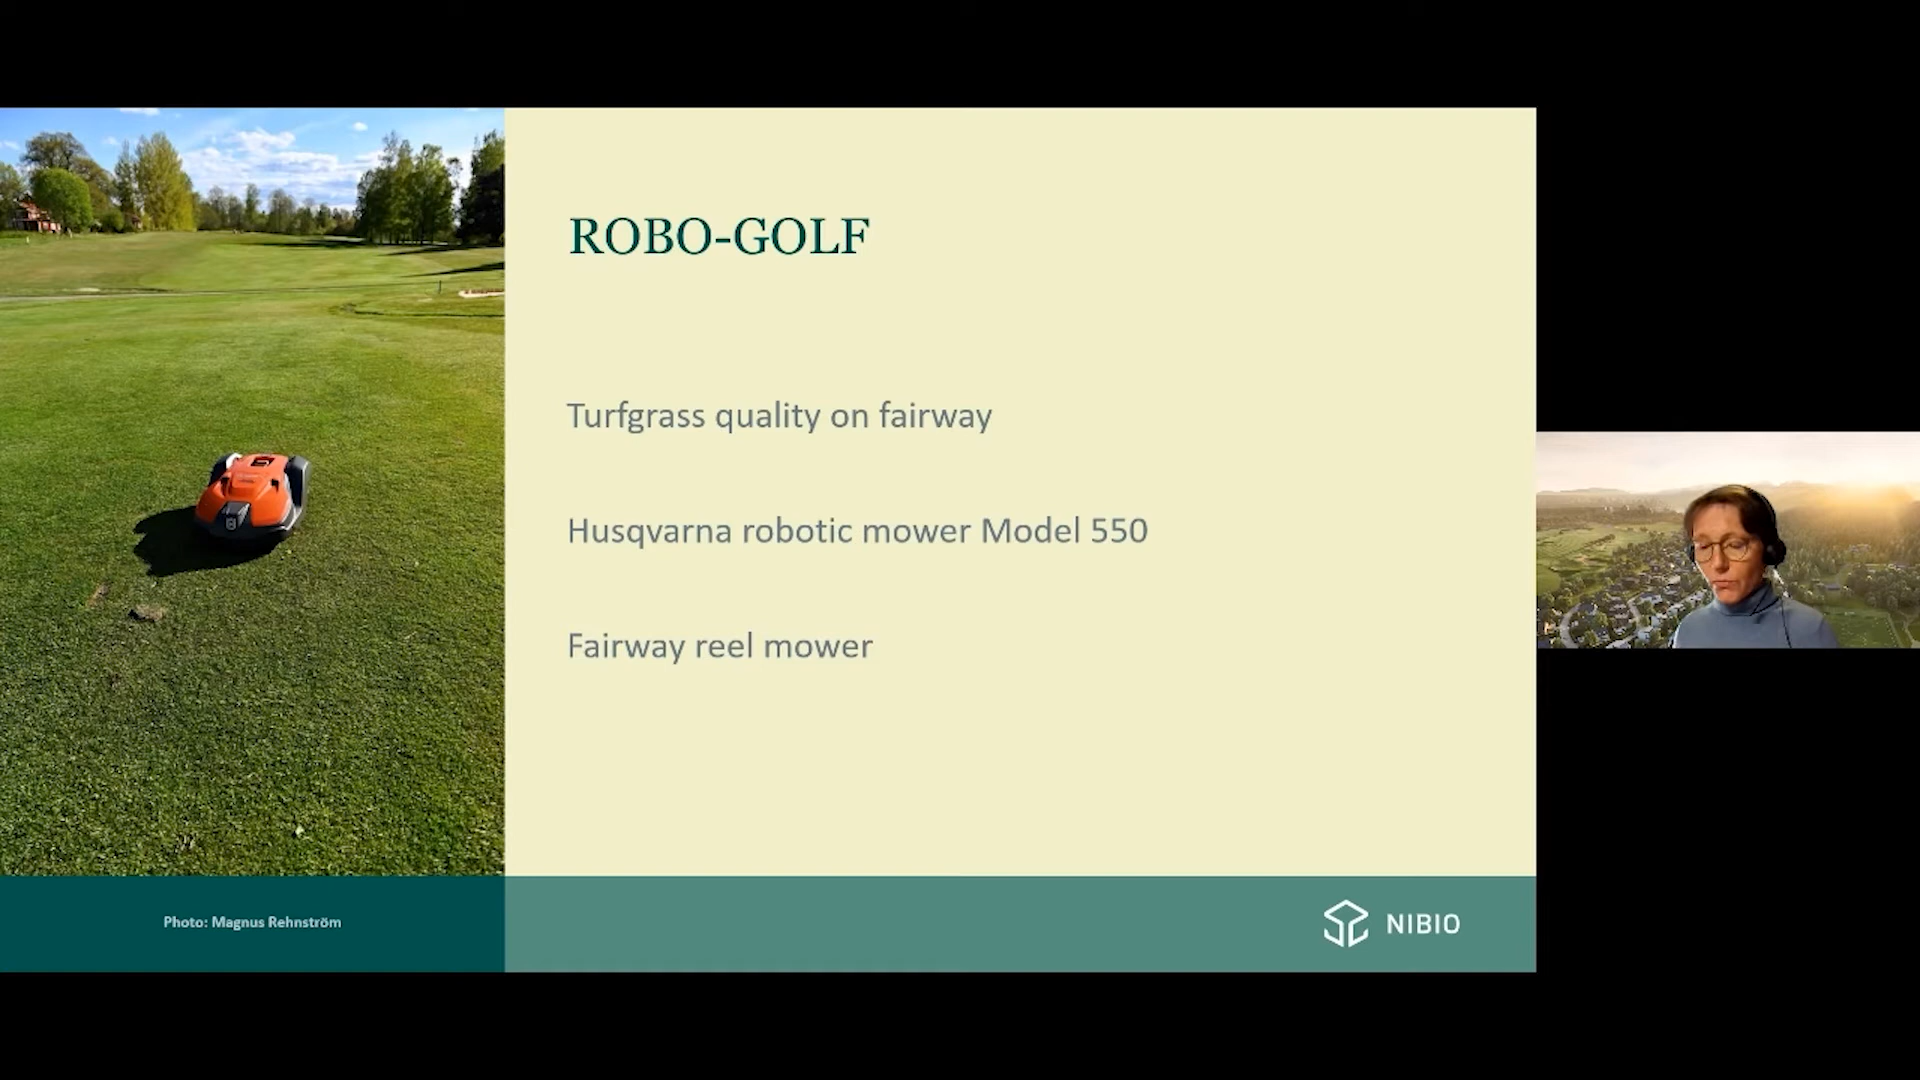 ROBO-GOLF
Turfgrass quality on fairway
Husqvarna robotic mower Model 550
Fairway reel mower
Photo: Magnus Rehnström
NIBIO